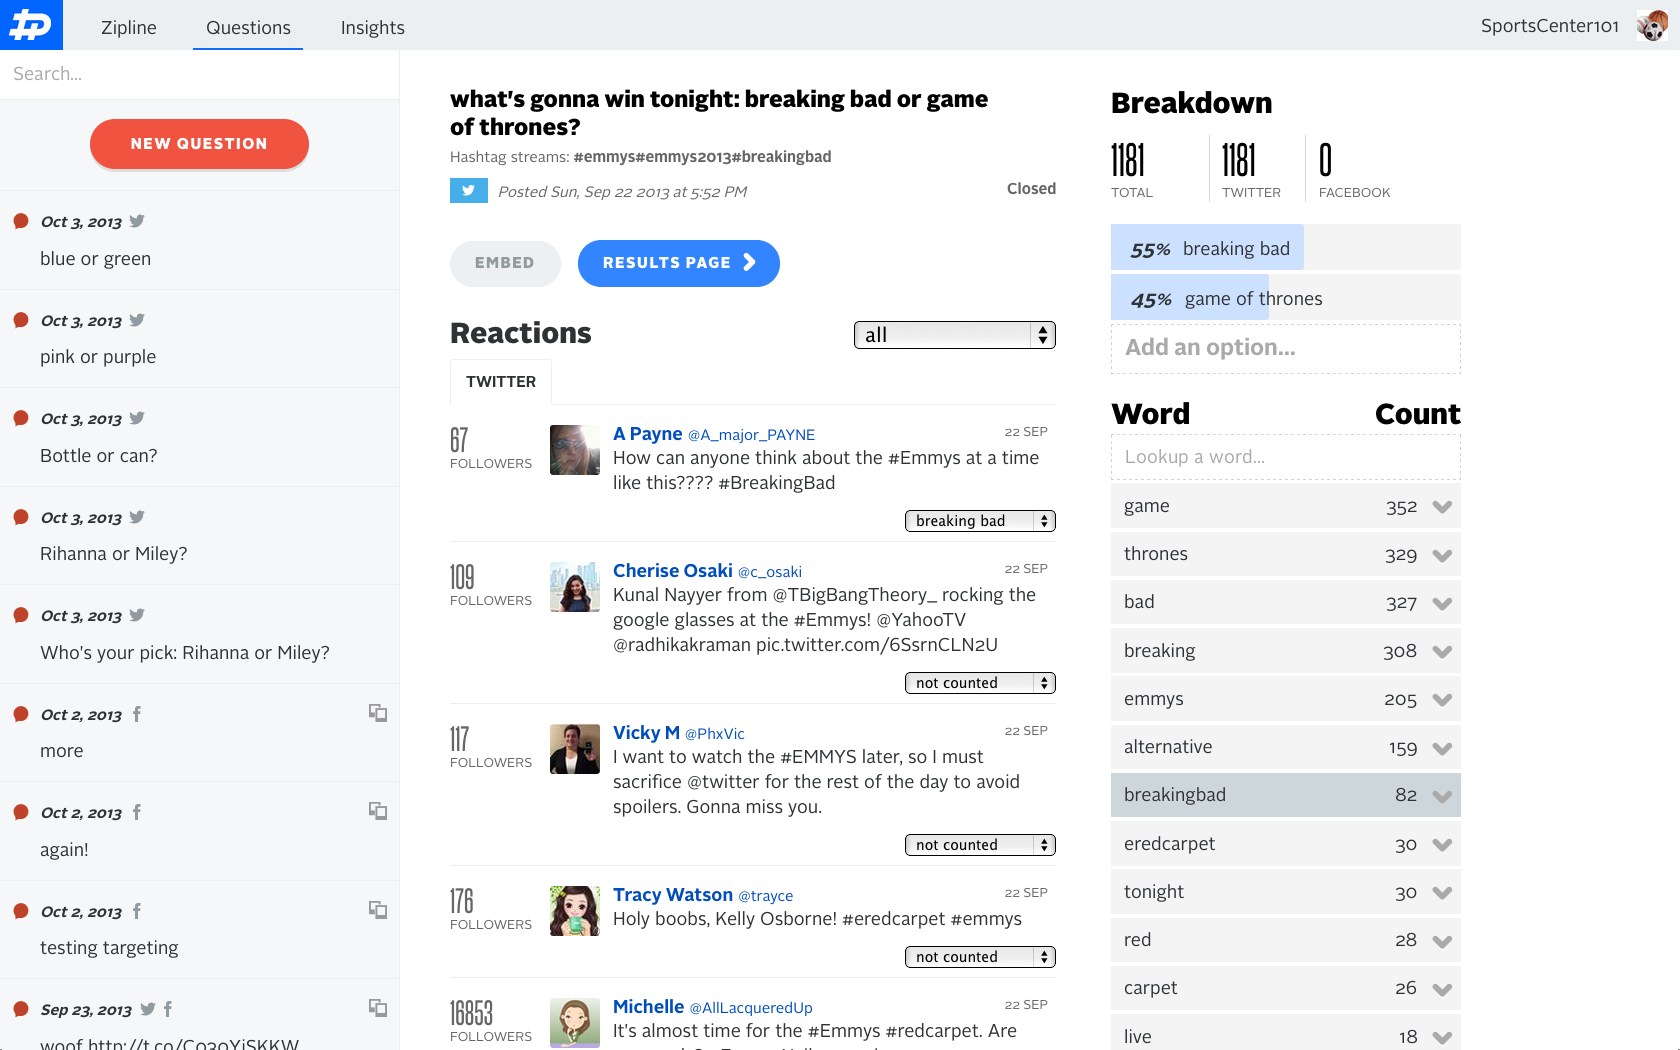 Zipline
Questions
Insights
SportsCenter101
Search...
NEW QUESTION
Oct 3, 2013
blue or green
Oct 3, 2013
pink or purple
Oct 3, 2013
Bottle or can?
Oct 3, 2013
Rihanna or Miley?
Oct 3, 2013
Who's your pick: Rihanna or Miley?
Oct 2, 2013
more
Oct 2, 2013
again!
Oct 2, 2013
testing targeting
Sep 23, 2013
woof
what's gonna win tonight: breaking bad or game
of thrones?
Hashtag streams: #emmys#emmys2013#breakingbad
Posted Sun, Sep 22 2013 at 5:52 PM
Closed
EMBED
RESULTS PAGE
Reactions
all
TWITTER
67
FOLLOWERS
A Payne @A_major_PAYNE
22 SEP
How can anyone think about the #Emmys at a time
like this???? #BreakingBad
breaking bad
109
FOLLOWERS
Cherise Osaki @c_osaki
22 SEP
Kunal Nayyer from @TBigBangTheory_ rocking the
google glasses at the #Emmys! @YahooTV
@radhikakraman pic.twitter.com/6SsrnCLN2U
not counted
117
FOLLOWERS
Vicky M @PhxVic
22 SEP
I want to watch the #EMMYS later, so I must
sacrifice @twitter for the rest of the day to avoid
spoilers. Gonna miss you.
not counted
176
FOLLOWERS
Tracy Watson @trayce
22 SEP
Holy boobs, Kelly Osborne! #eredcarpet #emmys
not counted
16853
FOLLOWERS
Michelle @AllLacqueredUp
22 SEP
It's almost time for the #Emmys #redcarpet. Are
Breakdown
1181
TOTAL
1181
TWITTER
0
FACEBOOK
55% breaking bad
45% game of thrones
Add an option...
Word Count
Lookup a word...
game 352
thrones 329
bad 327
breaking 308
emmys 205
alternative 159
breakingbad 82
eredcarpet 30
tonight 30
red 28
carpet 26
live 18